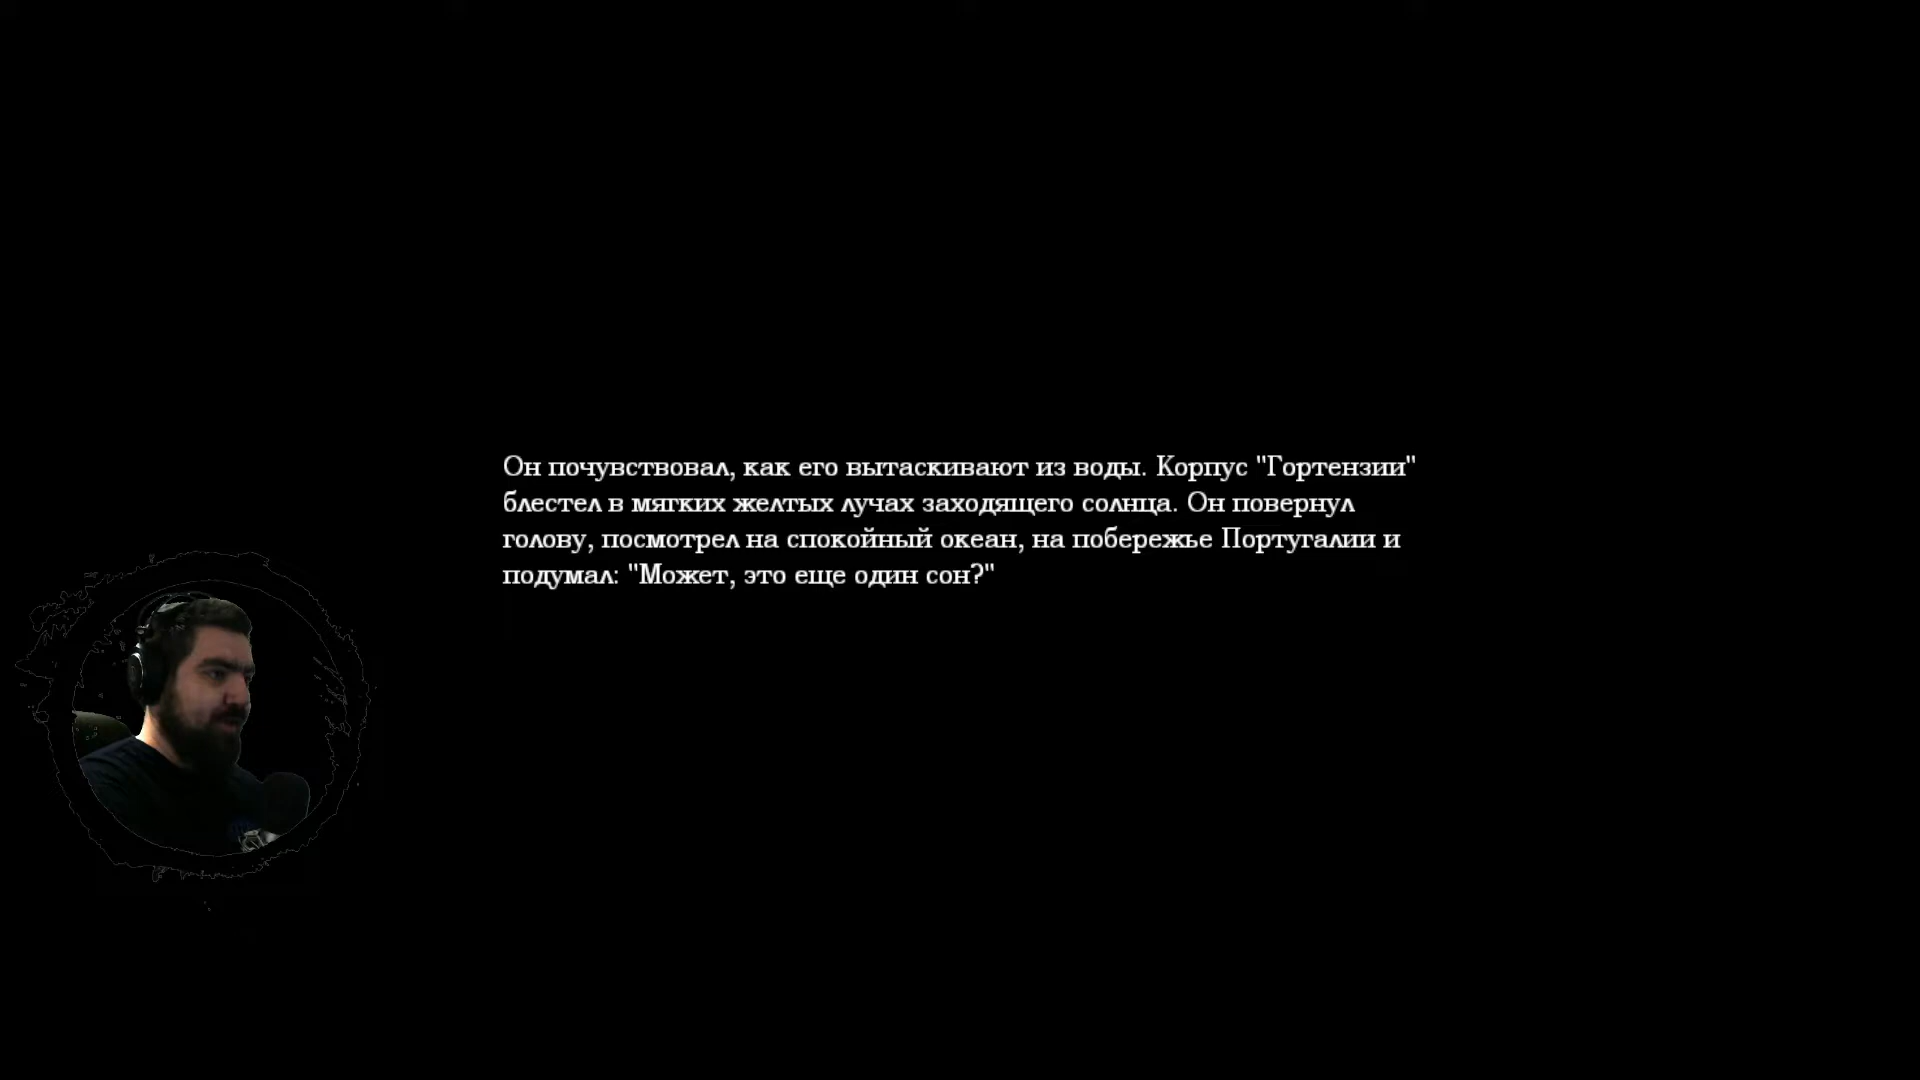 Он почувствовал, как его вытаскивают из воды. Корпус "Гортензии"
блестел в мягких желтых лучах заходящего солнца. Он повернул
голову, посмотрел на спокойный океан, на побережье Португалии и
подумал: "Может, это еще один сон?"